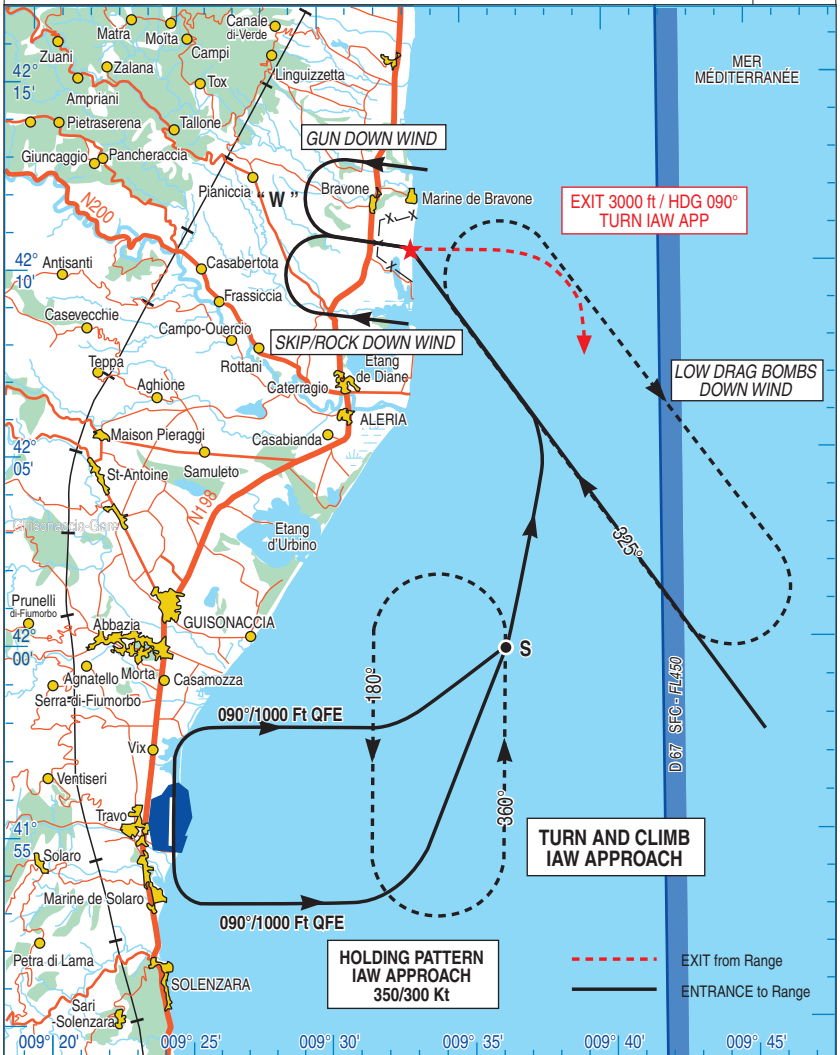 Matra
Moïta
Canale
di-Verde
Zuani
Campi
MER
MÉDITERRANÉE
Zalana
Linguizzetta
42°
15'
Ampriani
Tox
Pietraserena
Tallone
GUN DOWN WIND
Giuncaggio
Pancheraccia
Pianiccia
"W"
Bravone
Marine de Bravone
EXIT 3000 ft / HDG 090°
TURN IAW APP
N200
X
X
X
42°
10'
Antisanti
Casabertota
Frassiccia
Casevecchie
Campo-Quercio
SKIP/ROCK DOWN WIND
Rottani
Etang
de Diane
LOW DRAG BOMBS
DOWN WIND
Teppa
Aghione
Caterragio
ALERIA
Maison Pieraggi
Casabianda
42°
05'
St-Antoine
Samuleto
N198
Ghisonaccia-Gare
Etang
d'Urbino
325°
Prunelli
di-Fiumorbo
Abbazia
GUISONACCIA
42°
00'
S
Agnatello
Morta
Casamozza
180°
Serra-di-Fiumorbo
090°/1000 Ft QFE
D 67 SFC - FL450
Vix
Ventiseri
360°
Travo
41°
55'
TURN AND CLIMB
IAW APPROACH
Solaro
Marine de Solaro
090°/1000 Ft QFE
Petra di Lama
HOLDING PATTERN
IAW APPROACH
350/300 Kt
EXIT from Range
SOLENZARA
ENTRANCE to Range
Sari
-Solenzara
009° 20'
009° 25'
009° 30'
009° 35'
009° 40'
009° 45'